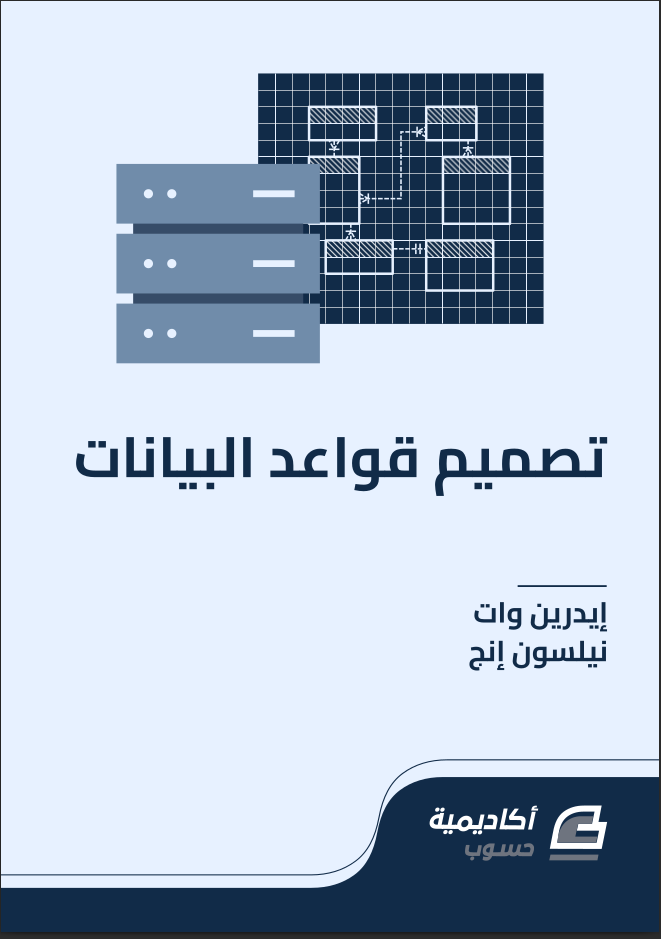 تصميم قواعد البيانات
إيدرين وات
نيلسون إنج
أكاديمية
حسوب